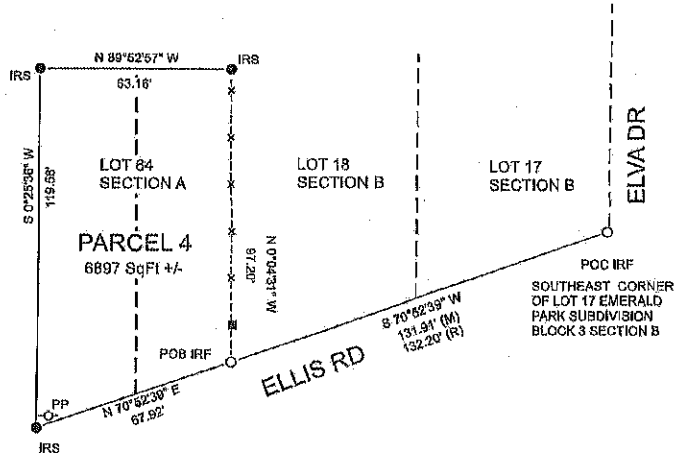 N 89°52'57" W
IRS
IRS
63.16'
S 0°25'38" W
119.68'
LOT 84
SECTION A
LOT 18
SECTION B
LOT 17
SECTION B
ELVA DR
PARCEL 4
6897 SqFt +/-
N 0°04'31" W
97.20'
POC IRF
SOUTHEAST CORNER
OF LOT 17 EMERALD
PARK SUBDIVISION
BLOCK 3 SECTION B
S 70°52'39" W
131.91' (M)
132.20' (R)
POB IRF
ELLIS RD
N 70°52'39" E
67.92'
PP
IRS